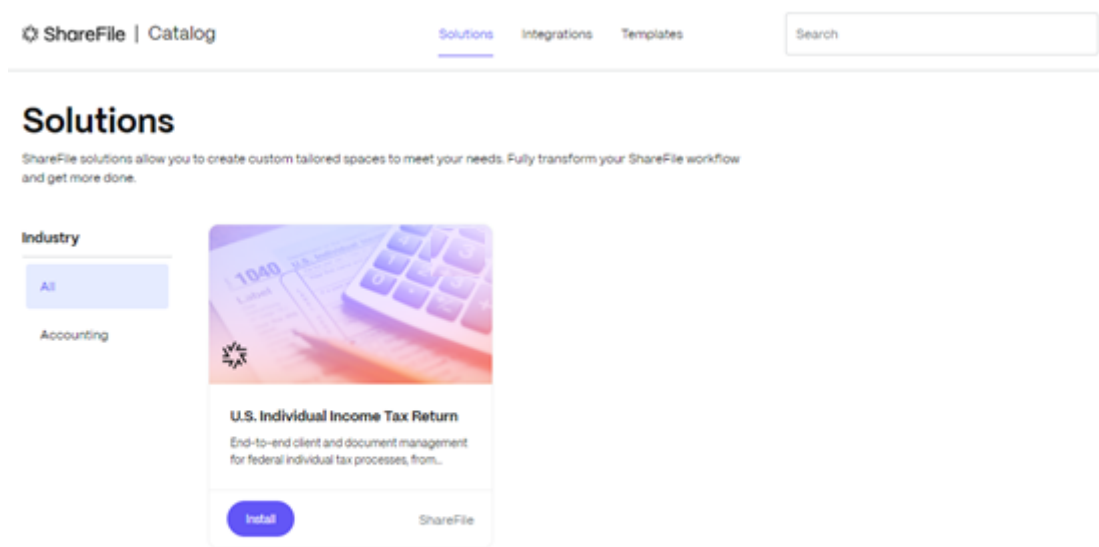 ShareFile | Catalog
Solutions
Integrations
Templates
Search
Solutions
ShareFile solutions allow you to create custom tailored spaces to meet your needs. Fully transform your ShareFile workflow
and get more done.
Industry
All
Accounting
1040
U.S. Individual
Label
U.S. Individual Income Tax Return
End-to-end client and document management
for federal individual tax processes, from...
Install
ShareFile